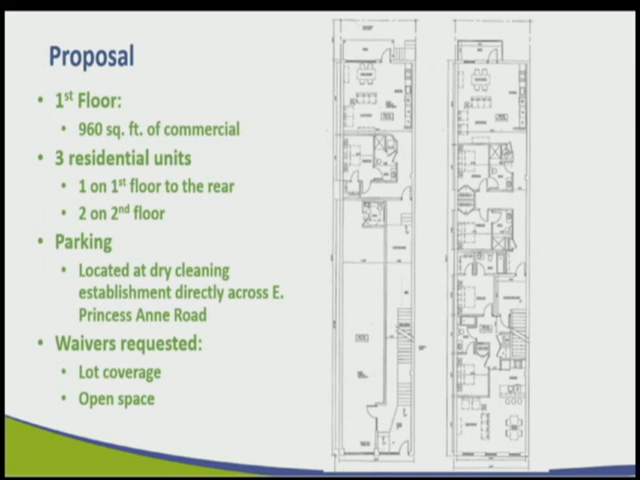 Proposal
• 1st Floor:
• 960 sq. ft. of commercial
• 3 residential units
• 1 on 1st floor to the rear
• 2 on 2nd floor
• Parking
• Located at dry cleaning
establishment directly across E.
Princess Anne Road
• Waivers requested:
• Lot coverage
• Open space